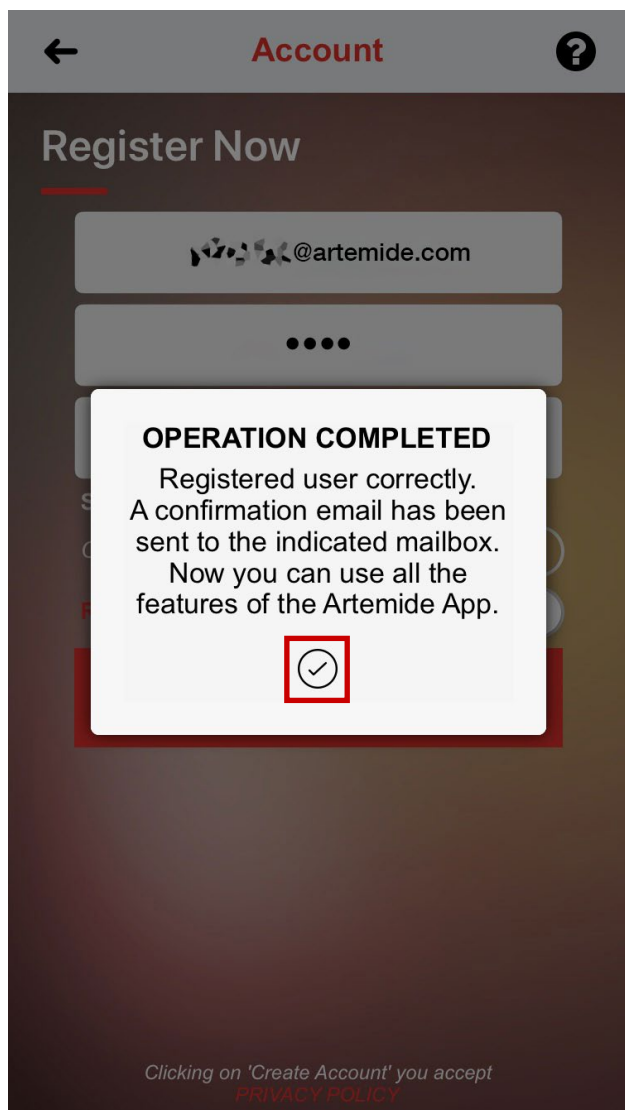 Account
Register Now
@artemide.com
OPERATION COMPLETED
Registered user correctly.
A confirmation email has been
sent to the indicated mailbox.
Now you can use all the
features of the Artemide App.
Clicking on 'Create Account' you accept
PRIVACY POLICY